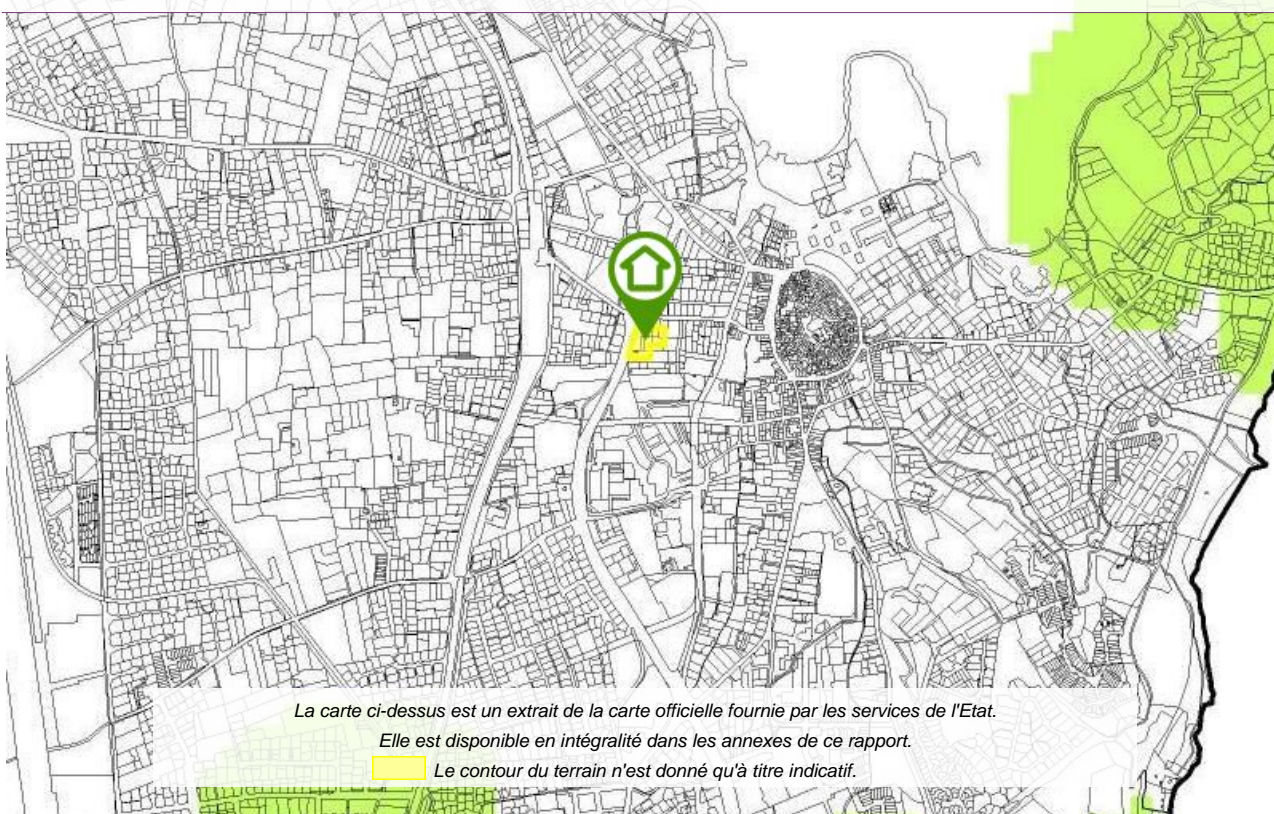 La carte ci-dessus est un extrait de la carte officielle fournie par les services de l'Etat.
Elle est disponible en intégralité dans les annexes de ce rapport.
Le contour du terrain n'est donné qu'à titre indicatif.